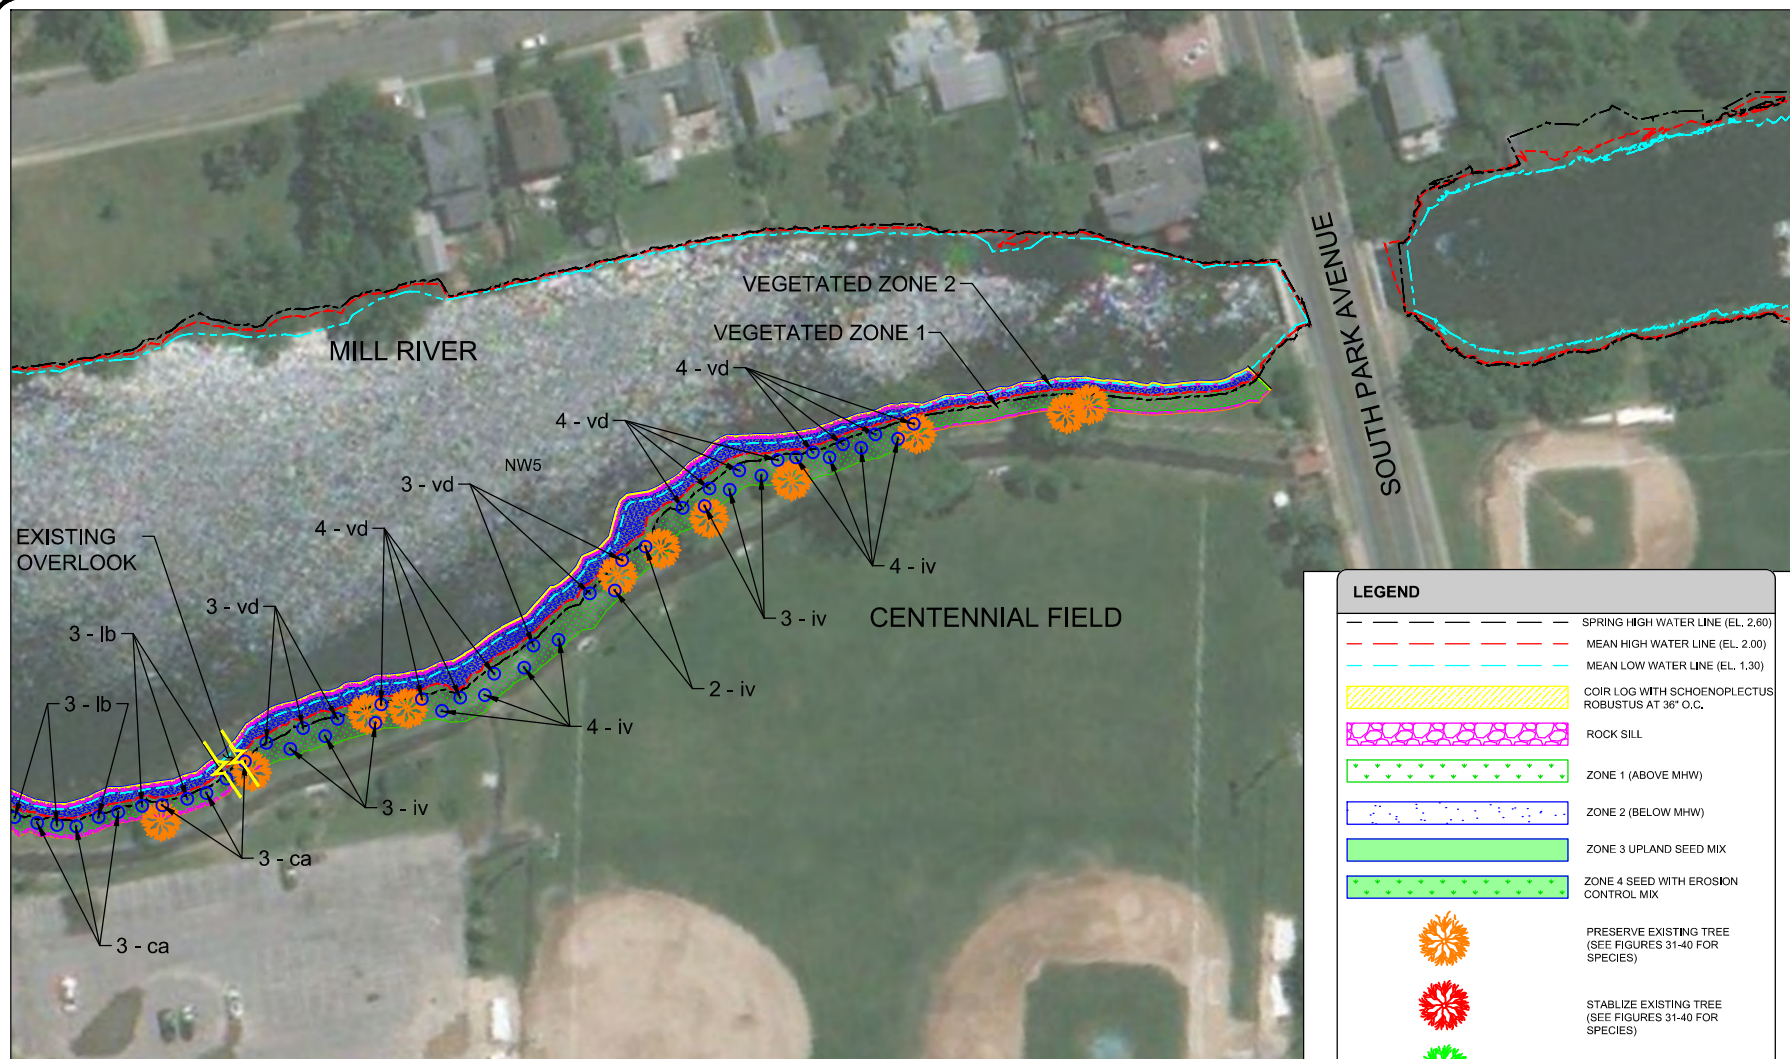 VEGETATED ZONE 2
VEGETATED ZONE 1
MILL RIVER
SOUTH PARK AVENUE
4 - vd
4 - vd
NW5
3 - vd
4 - vd
EXISTING
OVERLOOK
4 - iv
3 - vd
3 - iv
CENTENNIAL FIELD
3 - lb
2 - iv
3 - lb
4 - iv
3 - iv
3 - ca
3 - ca
LEGEND
SPRING HIGH WATER LINE (EL. 2.60)
MEAN HIGH WATER LINE (EL. 2.00)
MEAN LOW WATER LINE (EL. 1.30)
COIR LOG WITH SCHOENOPLECTUS
ROBUSTUS AT 36" O.C.
ROCK SILL
ZONE 1 (ABOVE MHW)
ZONE 2 (BELOW MHW)
ZONE 3 UPLAND SEED MIX
ZONE 4 SEED WITH EROSION
CONTROL MIX
PRESERVE EXISTING TREE
(SEE FIGURES 31-40 FOR
SPECIES)
STABLIZE EXISTING TREE
(SEE FIGURES 31-40 FOR
SPECIES)